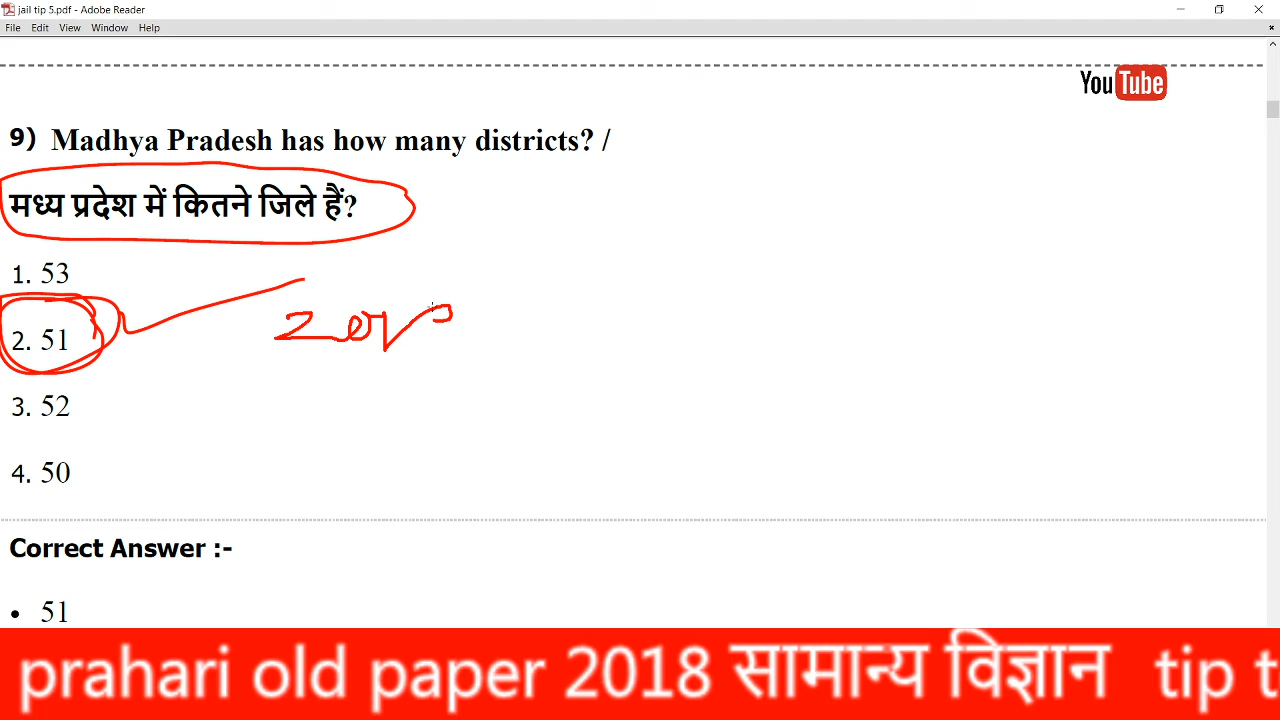 jail tip 5.pdf - Adobe Reader
File Edit View Window Help
YouTube
9) Madhya Pradesh has how many districts? /
मध्य प्रदेश में कितने जिले हैं?
1. 53
2. 51
3. 52
4. 50
Correct Answer :-
• 51
prahari old paper 2018 सामान्य विज्ञान tip t